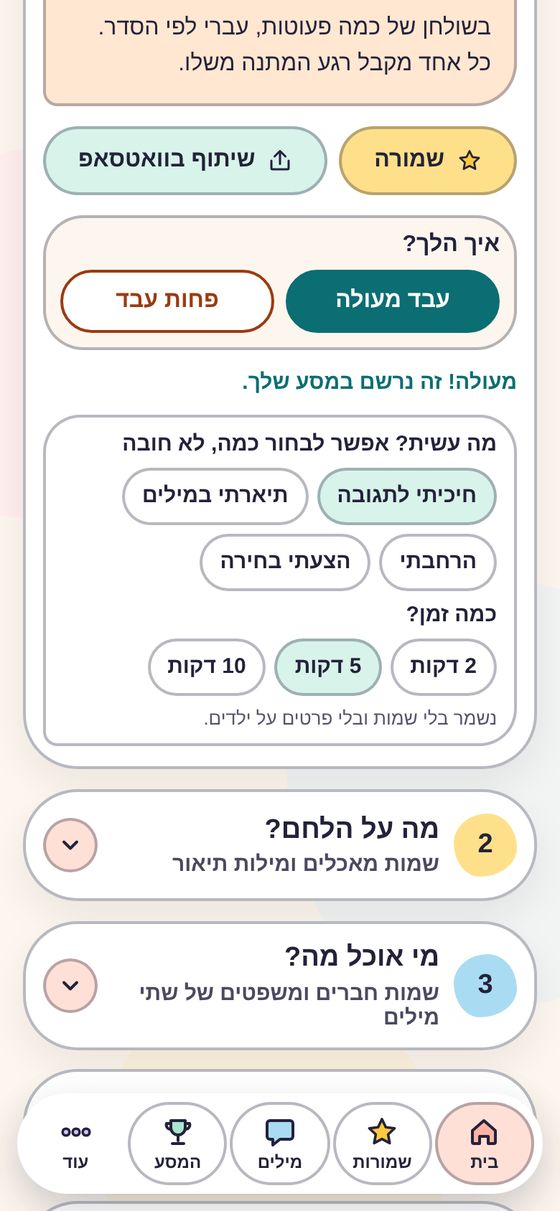 בשולחן של כמה פעוטות, עברי לפי הסדר.
כל אחד מקבל רגע המתנה משלו.
שמורה
שיתוף בוואטסאפ
איך הלך?
עבד מעולה
פחות עבד
מעולה! זה נרשם במסע שלך.
מה עשית? אפשר לבחור כמה, לא חובה
חיכיתי לתגובה
תיארתי במילים
הרחבתי
הצעתי בחירה
כמה זמן?
2 דקות
5 דקות
10 דקות
נשמר בלי שמות ובלי פרטים על ילדים.
2
מה על הלחם?
שמות מאכלים ומילות תיאור
3
מי אוכל מה?
שמות חברים ומשפטים של שתי
מילים
בית
שמורות
מילים
המסע
עוד